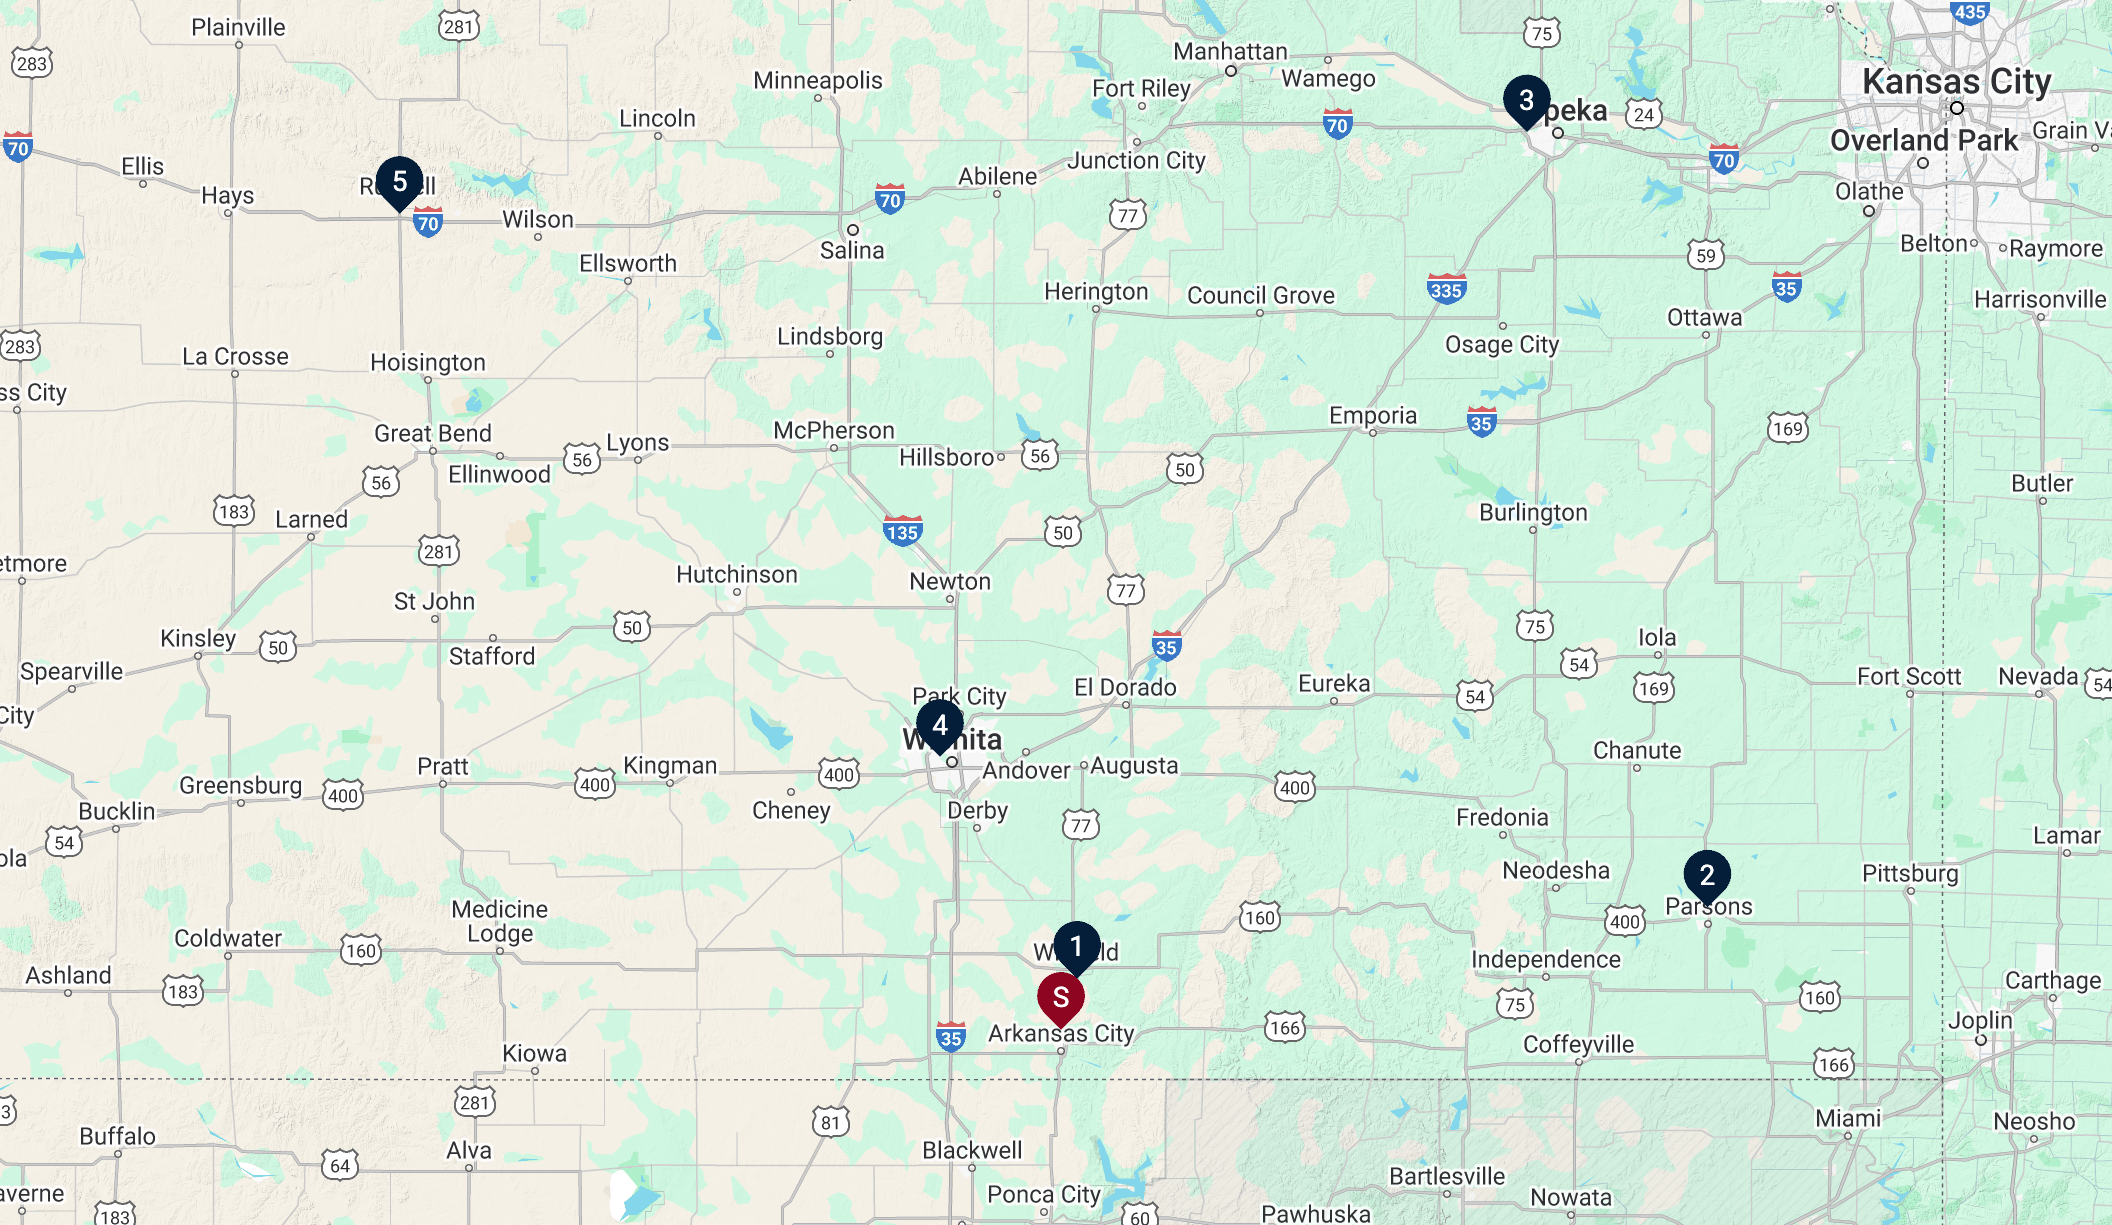 Plainville
281
75
435
283
Manhattan
Minneapolis
Wamego
Kansas City
Fort Riley
3
peka
24
Lincoln
70
70
Overland Park
Grain Va
Ellis
Junction City
70
Abilene
Hays
5
70
Olathe
70
Wilson
77
Salina
Belton
Raymore
59
Ellsworth
335
35
Herington
Council Grove
Harrisonville
Ottawa
Lindsborg
Osage City
283
La Crosse
Hoisington
ss City
Emporia
35
169
Great Bend
McPherson
Lyons
56
Hillsboro
56
50
Ellinwood
56
Butler
183
Larned
Burlington
135
50
281
etmore
Hutchinson
Newton
77
St John
50
75
Kinsley
50
35
Iola
Stafford
54
Spearville
El Dorado
Eureka
169
Fort Scott
Nevada
54
Park City
54
City
4
Chanute
Pratt
Kingman
400
Andover
Augusta
Greensburg
400
400
400
Bucklin
Cheney
Derby
77
Fredonia
54
Lamar
ola
Neodesha
2
Pittsburg
Medicine
Lodge
Parsons
160
400
Coldwater
160
1
Independence
Ashland
183
Carthage
S
75
160
Arkansas City
166
Joplin
35
Coffeyville
Kiowa
166
281
3
81
Miami
Neosho
Buffalo
Alva
Blackwell
64
Bartlesville
averne
Ponca City
Nowata
183
60
Pawhuska